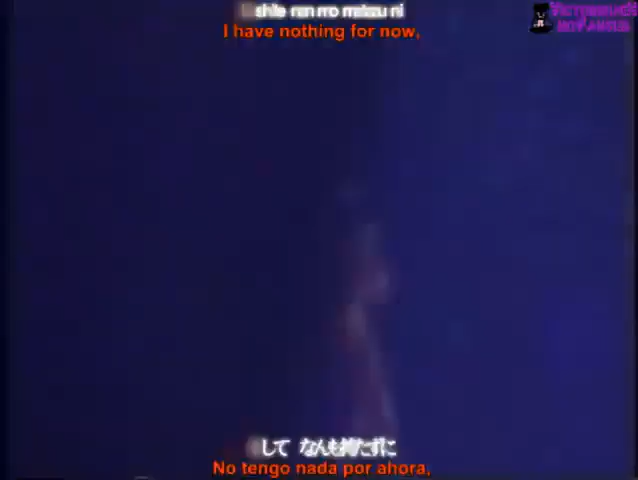 shite nan mo motazu ni
I have nothing for now,
して なんも持たずに
No tengo nada por ahora,